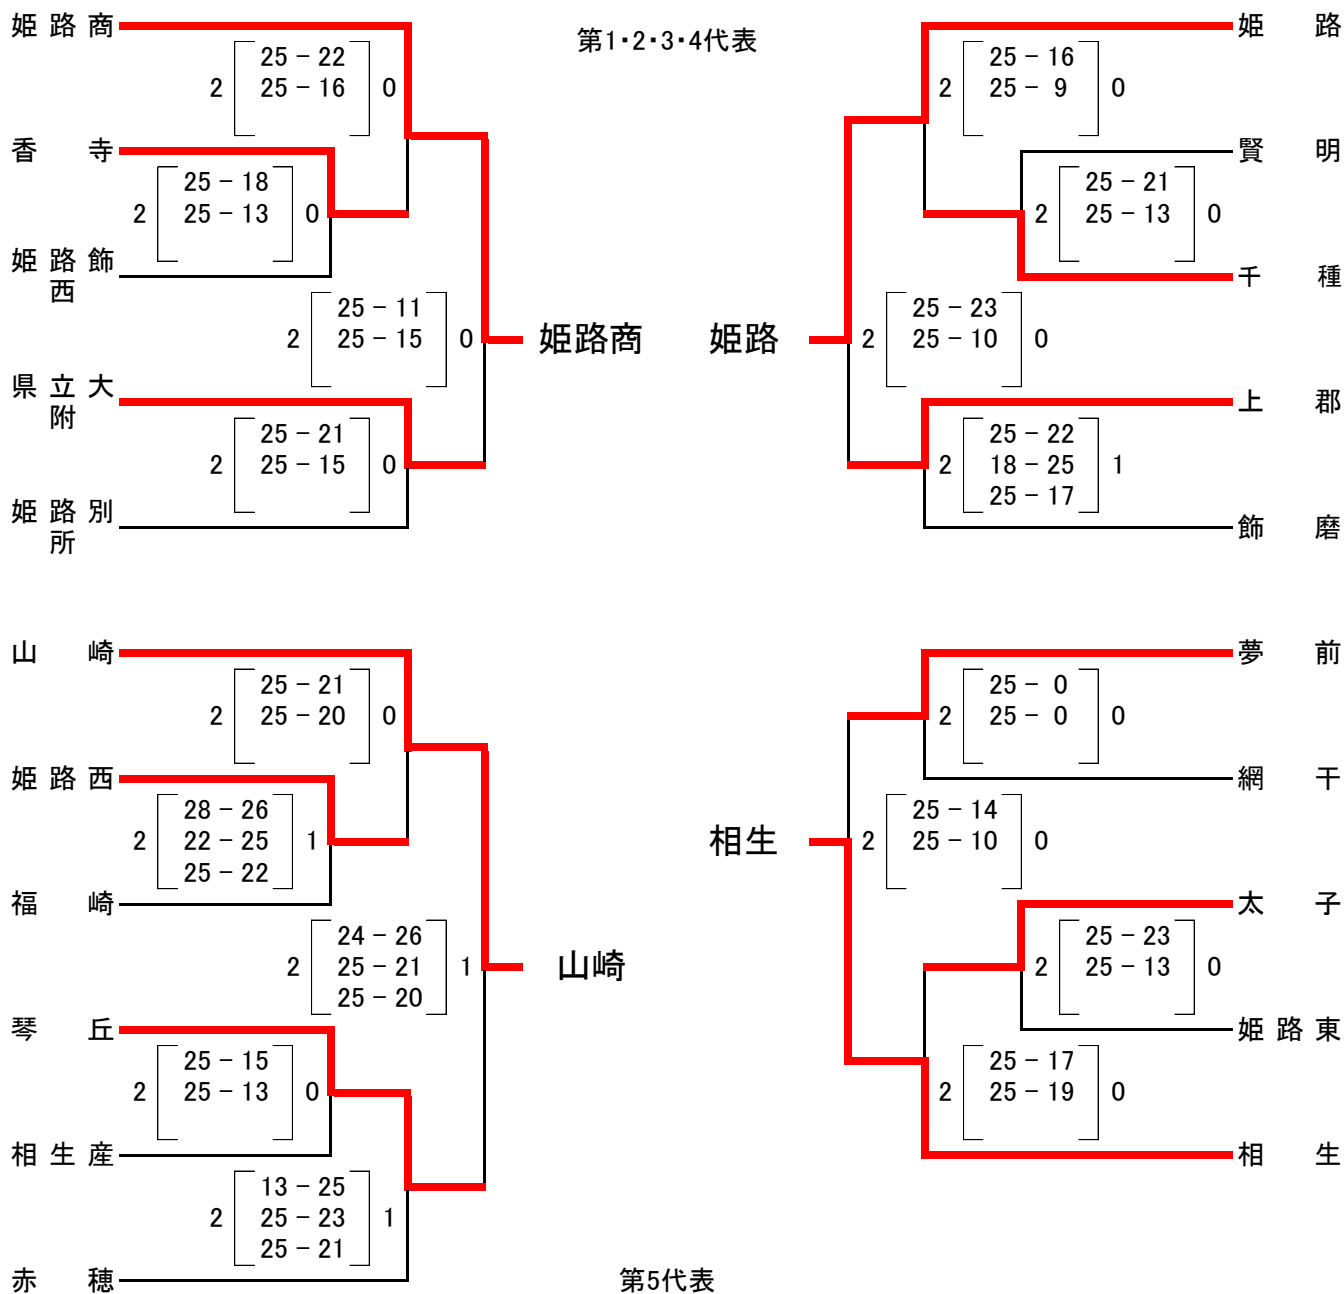 第1・2・3・4代表
姫路商
2 25 − 22 0
25 − 16
香寺
2 25 − 18 0
25 − 13
姫路飾
西
2 25 − 11 0
25 − 15
姫路商
県立大
附
2 25 − 21 0
25 − 15
姫路別
所
姫路
2 25 − 16 0
25 − 9
賢明
2 25 − 21 0
25 − 13
千種
姫路
2 25 − 23 0
25 − 10
上郡
2 25 − 22 1
18 − 25
25 − 17
飾磨
山崎
2 25 − 21 0
25 − 20
姫路西
2 28 − 26 1
22 − 25
25 − 22
福崎
2 24 − 26 1
25 − 21
25 − 20
山崎
琴丘
2 25 − 15 0
25 − 13
相生産
2 13 − 25 1
25 − 23
25 − 21
赤穂
夢前
2 25 − 0 0
25 − 0
網干
相生
2 25 − 14 0
25 − 10
太子
2 25 − 23 0
25 − 13
姫路東
2 25 − 17 0
25 − 19
相生
第5代表